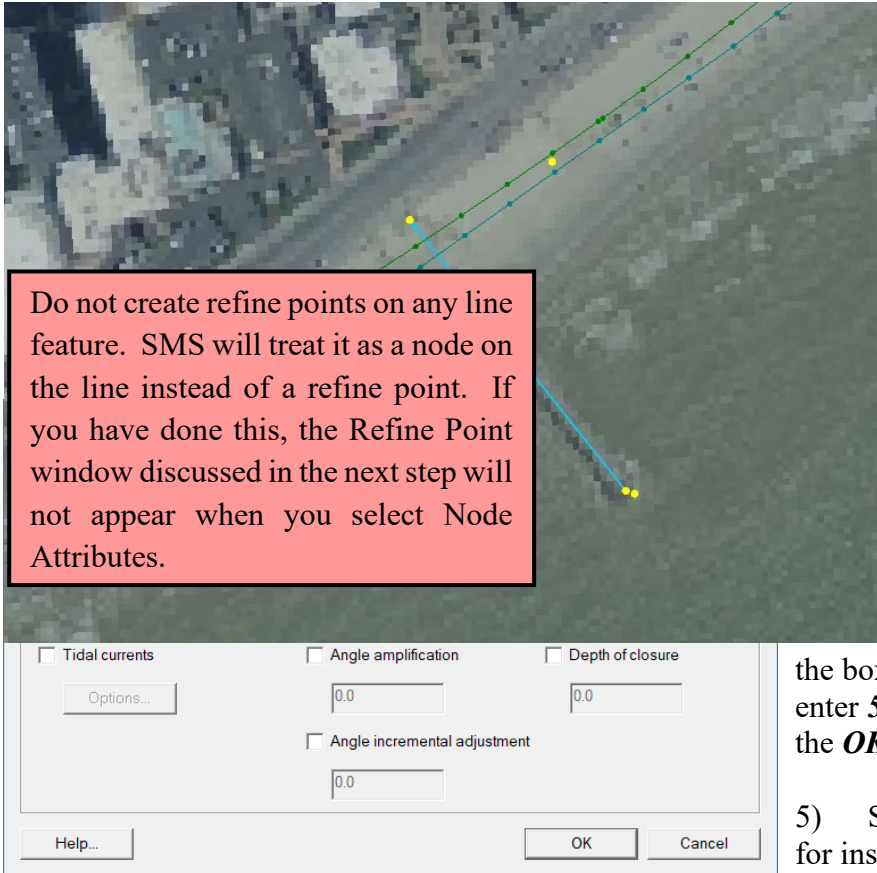 Do not create refine points on any line
feature. SMS will treat it as a node on
the line instead of a refine point. If
you have done this, the Refine Point
window discussed in the next step will
not appear when you select Node
Attributes.
Tidal currents
Angle amplification
Depth of closure
Options...
0.0
0.0
Angle incremental adjustment
0.0
Help...
OK
Cancel
the
enter 5
the
5)
for